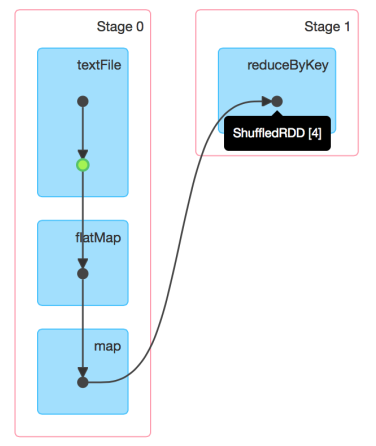 Stage 0
textFile
flatMap
map
Stage 1
reduceByKey
ShuffledRDD [4]